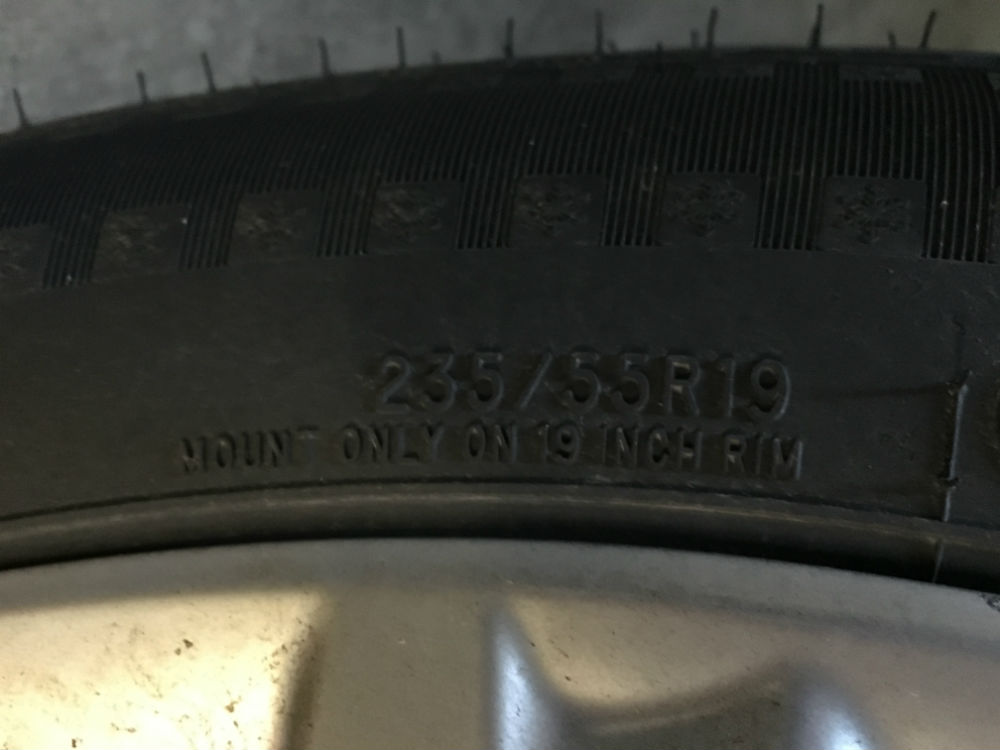 235/55R19
MOUNT ONLY ON 19 INCH RIM